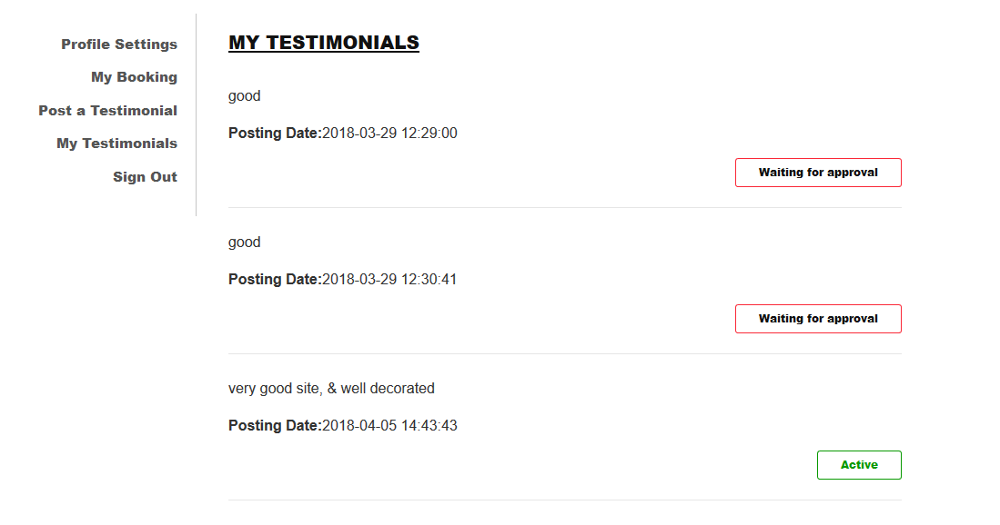 Profile Settings
My Booking
Post a Testimonial
My Testimonials
Sign Out
MY TESTIMONIALS
good
Posting Date:2018-03-29 12:29:00
Waiting for approval
good
Posting Date:2018-03-29 12:30:41
Waiting for approval
very good site, & well decorated
Posting Date:2018-04-05 14:43:43
Active